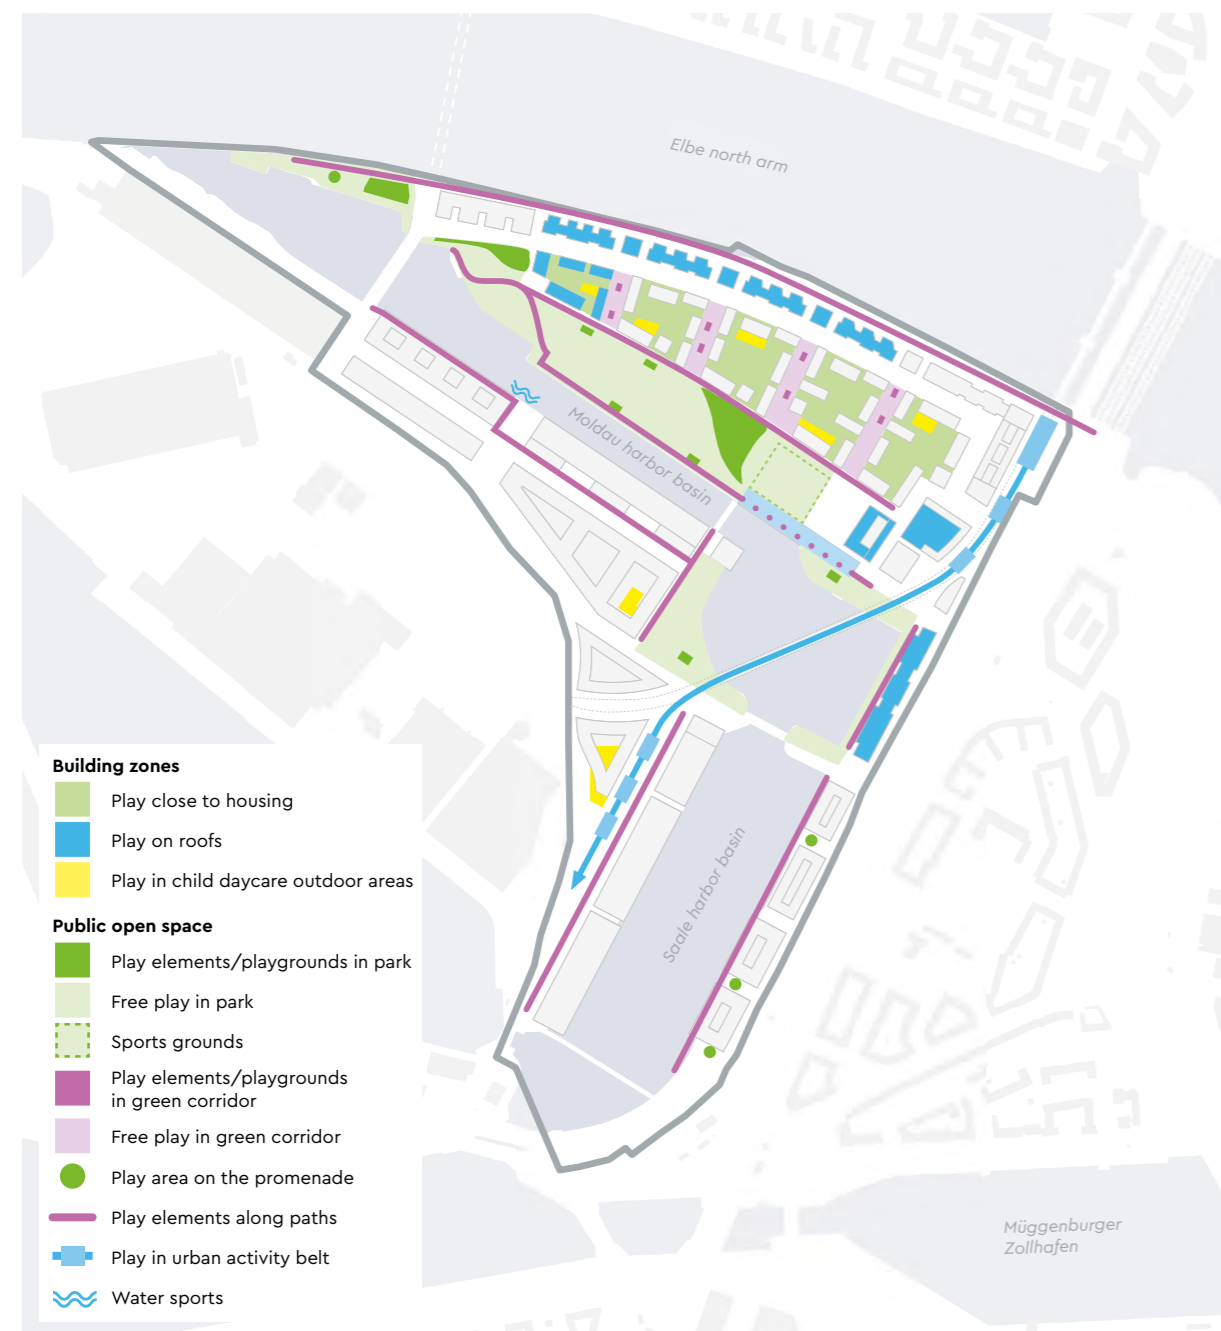 Elbe north arm
Moldau harbor basin
Saale harbor basin
Building zones
Play close to housing
Play on roofs
Play in child daycare outdoor areas
Public open space
Play elements/playgrounds in park
Free play in park
Sports grounds
Play elements/playgrounds
in green corridor
Free play in green corridor
Play area on the promenade
Play elements along paths
Play in urban activity belt
Water sports
Müggenburger
Zollhafen